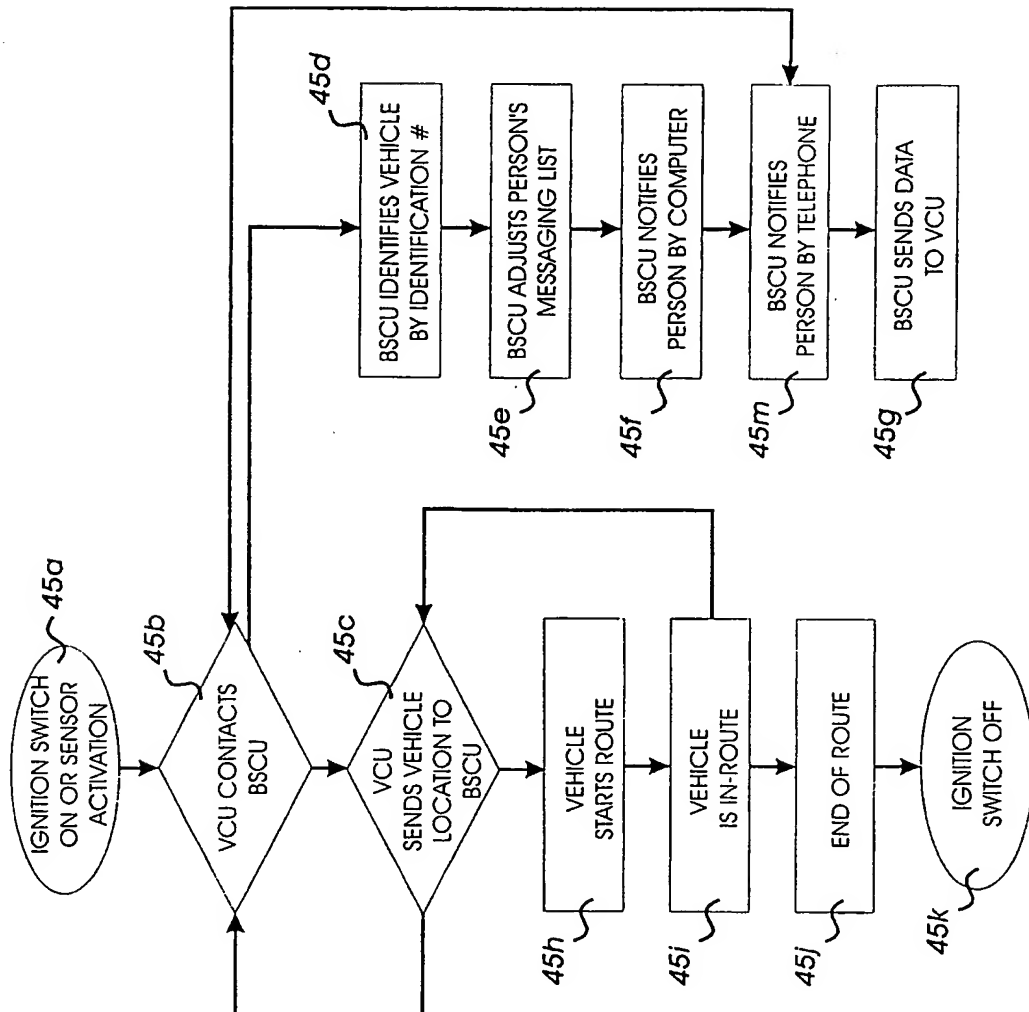 IGNITION SWITCH
ON OR SENSOR
ACTIVATION
45a
VCU CONTACTS
BSCU
45b
VCU
SENDS VEHICLE
LOCATION TO
BSCU
45c
VEHICLE
STARTS ROUTE
45h
VEHICLE
IS IN-ROUTE
45i
END OF ROUTE
45j
IGNITION
SWITCH OFF
45k
BSCU IDENTIFIES VEHICLE
BY IDENTIFICATION #
45d
BSCU ADJUSTS PERSON'S
MESSAGING LIST
45e
BSCU NOTIFIES
PERSON BY COMPUTER
45f
BSCU NOTIFIES
PERSON BY TELEPHONE
45m
BSCU SENDS DATA
TO VCU
45g